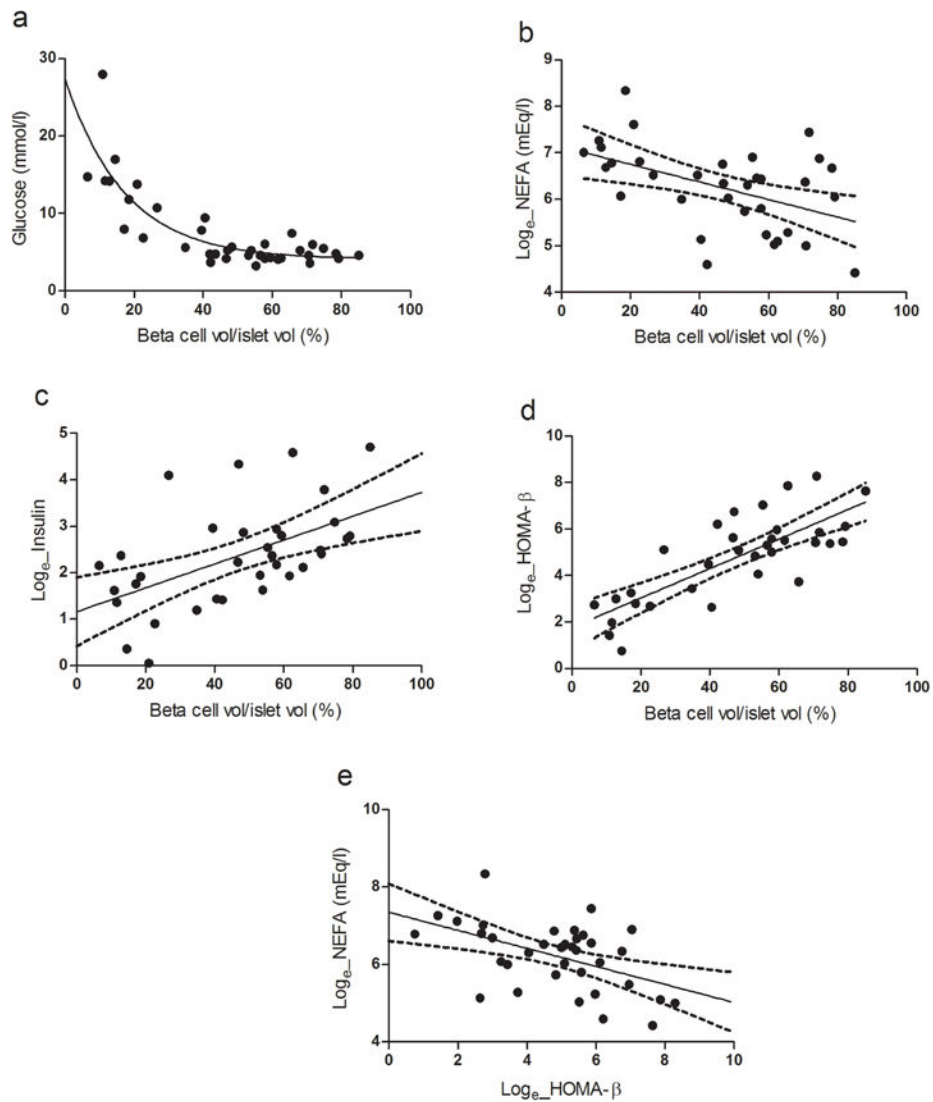 a
30
20
10
0
Glucose (mmol/l)
0 20 40 60 80 100
Beta cell vol/islet vol (%)
b
9
8
7
6
5
4
Logₑ_NEFA (mEq/l)
0 20 40 60 80 100
Beta cell vol/islet vol (%)
c
5
4
3
2
1
0
Logₑ_Insulin
0 20 40 60 80 100
Beta cell vol/islet vol (%)
d
10
8
6
4
2
0
Logₑ_HOMA-β
0 20 40 60 80 100
Beta cell vol/islet vol (%)
e
10
8
6
4
Logₑ_NEFA (mEq/l)
0 2 4 6 8 10
Logₑ_HOMA-β